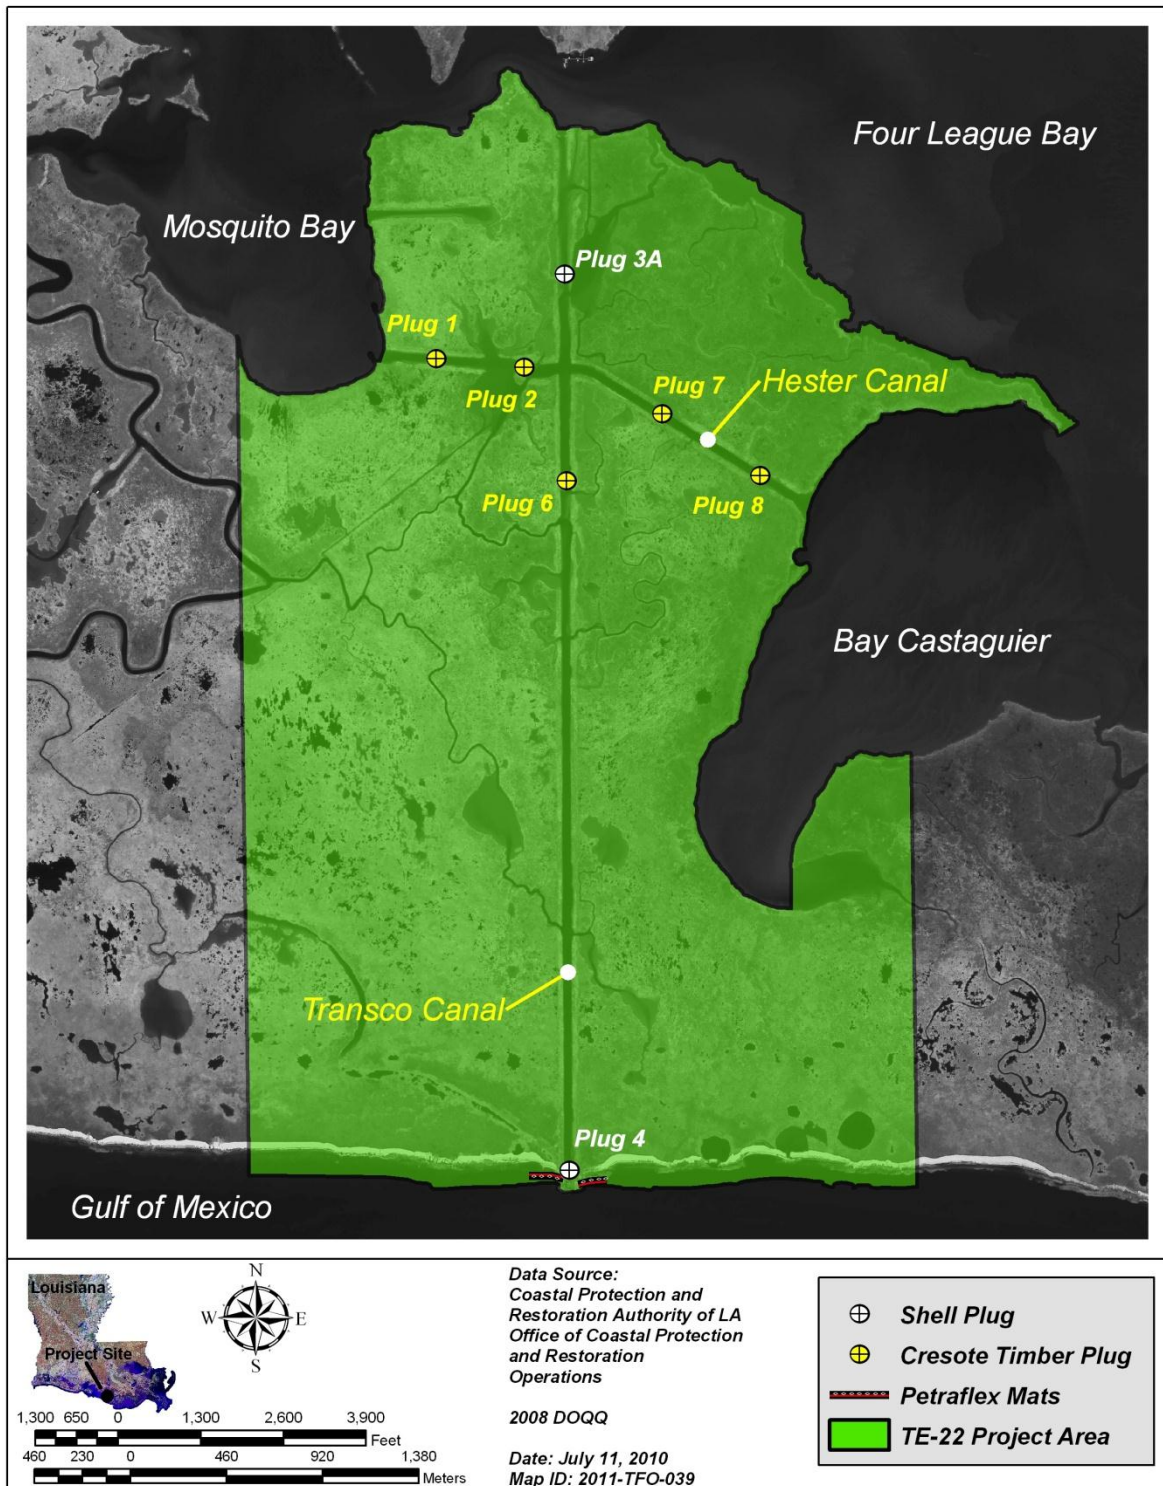 Four League Bay
Mosquito Bay
Plug 3A
Plug 1
Plug 2
Plug 7
Hester Canal
Plug 6
Plug 8
Bay Castaguier
Transco Canal
Plug 4
Gulf of Mexico
Louisiana
Project Site
N
W
E
S
1,300 650 0 1,300 2,600 3,900
Feet
460 230 0 460 920 1,380
Meters
Data Source:
Coastal Protection and
Restoration Authority of LA
Office of Coastal Protection
and Restoration
Operations
2008 DOQQ
Date: July 11, 2010
Map ID: 2011-TFO-039
Shell Plug
Cresote Timber Plug
Petraflex Mats
TE-22 Project Area